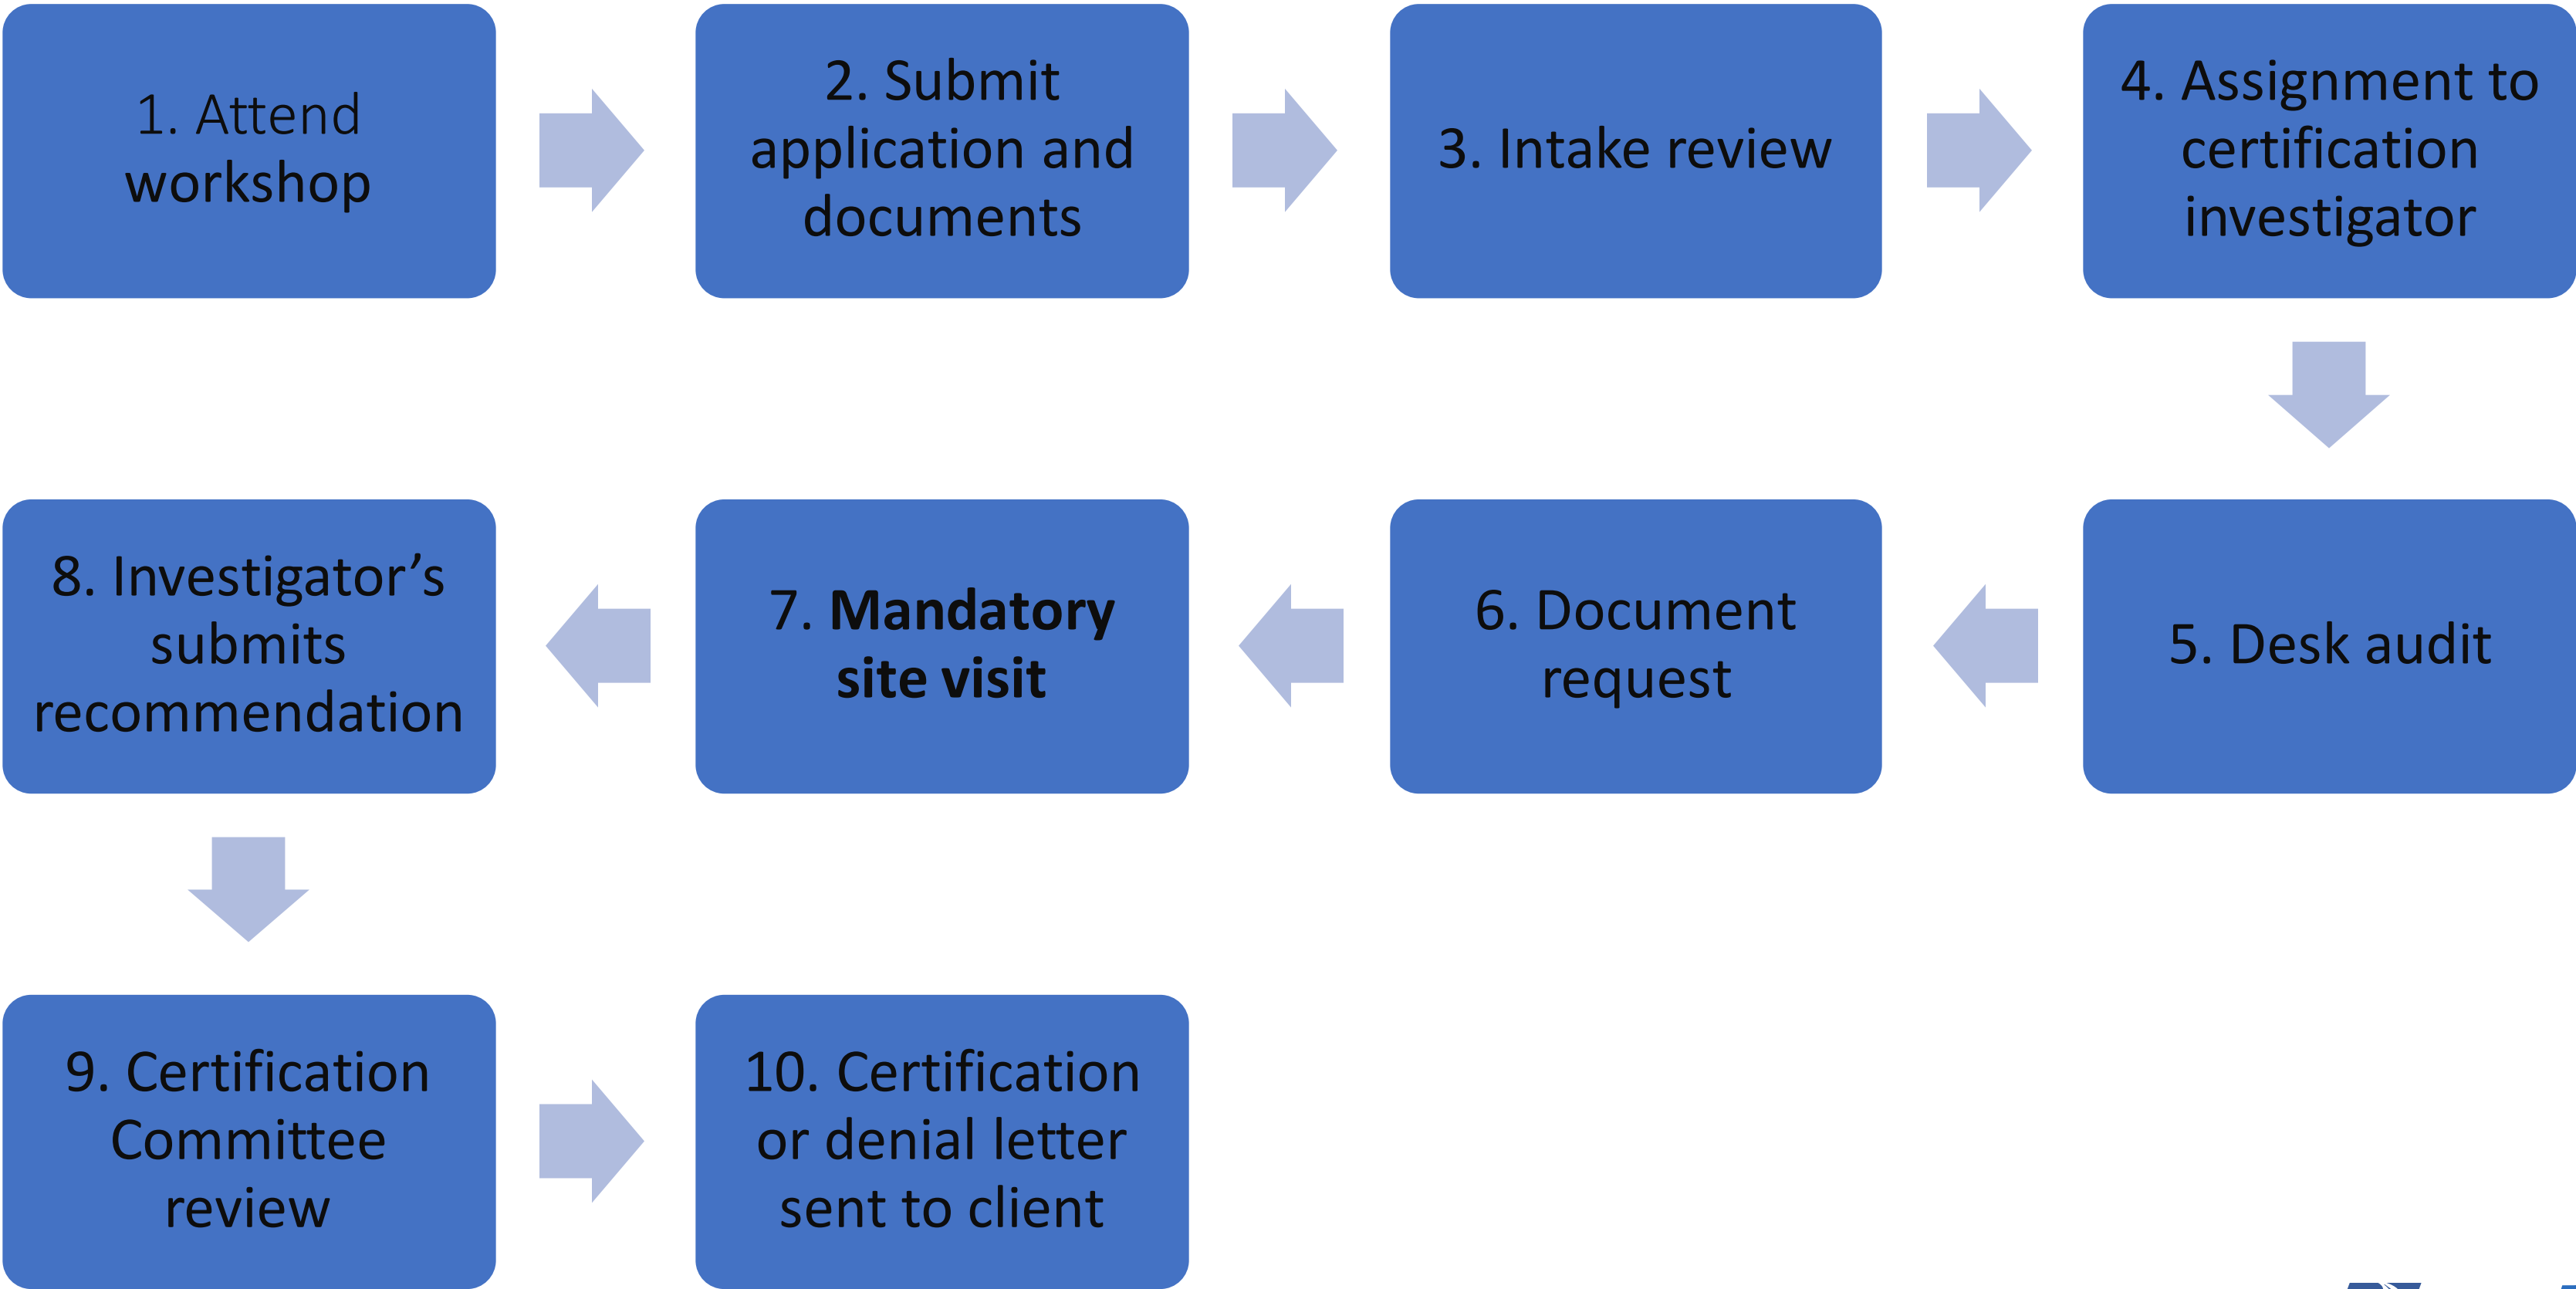 1. Attend
workshop
2. Submit
application and
documents
3. Intake review
4. Assignment to
certification
investigator
5. Desk audit
6. Document
request
7. Mandatory
site visit
8. Investigator’s
submits
recommendation
9. Certification
Committee
review
10. Certification
or denial letter
sent to client